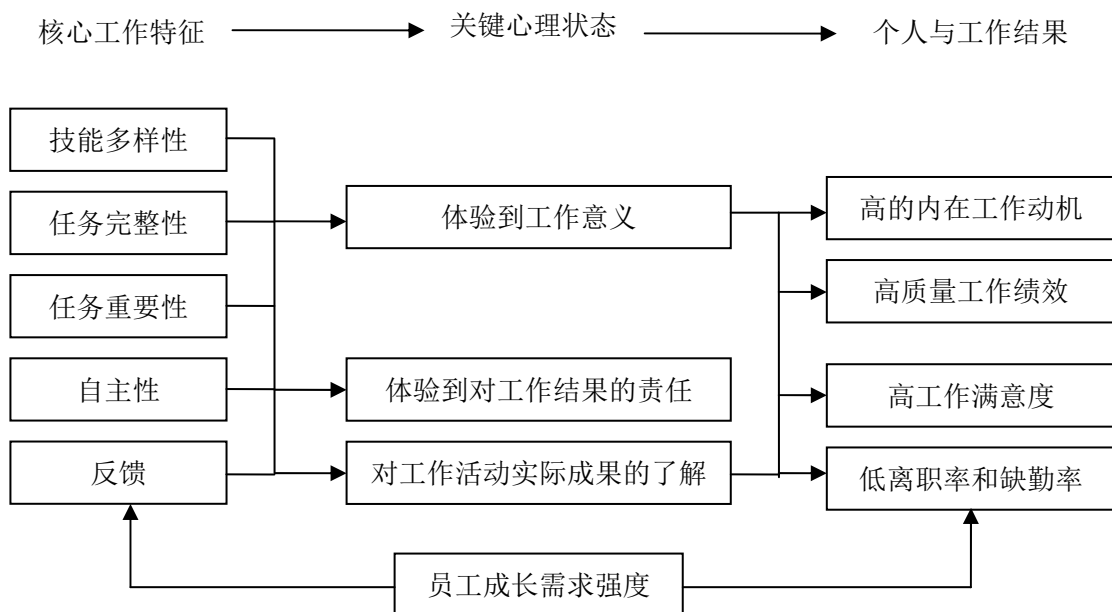 核心工作特征
关键心理状态
个人与工作结果
技能多样性
任务完整性
体验到工作意义
高的内在工作动机
任务重要性
高质量工作绩效
自主性
体验到对工作结果的责任
高工作满意度
反馈
对工作活动实际成果的了解
低离职率和缺勤率
员工成长需求强度